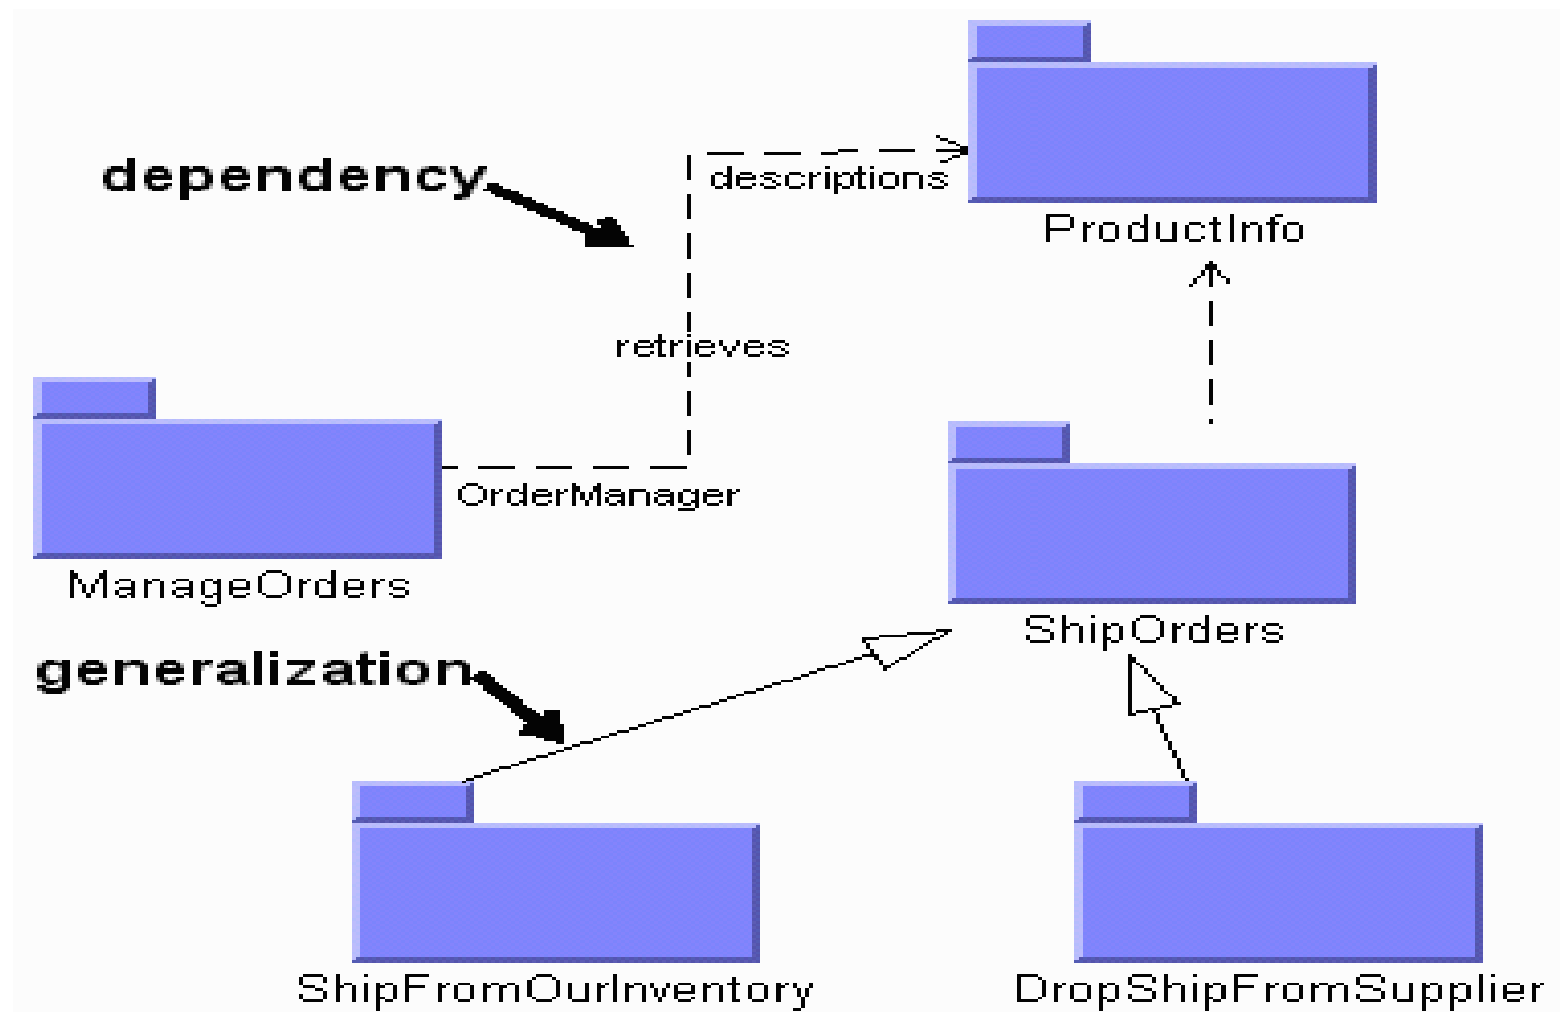 dependency
descriptions
ProductInfo
retrieves
OrderManager
ManageOrders
ShipOrders
generalization
ShipFromOurInventory
DropShipFromSupplier